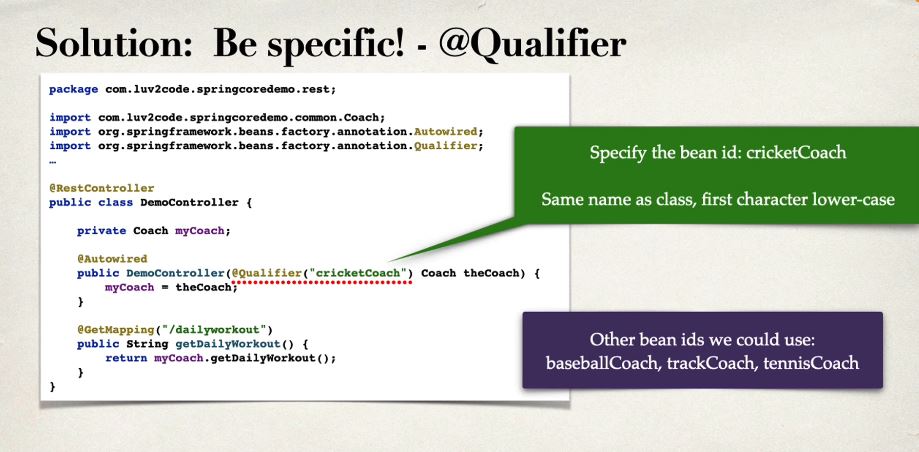 Solution: Be specific! - @Qualifier
package com.luv2code.springcoredemo.rest;
import com.luv2code.springcoredemo.common.Coach;
import org.springframework.beans.factory.annotation.Autowired;
import org.springframework.beans.factory.annotation.Qualifier;
…
@RestController
public class DemoController {
private Coach myCoach;
@Autowired
public DemoController(@Qualifier("cricketCoach") Coach theCoach) {
myCoach = theCoach;
}
@GetMapping("/dailyworkout")
public String getDailyWorkout() {
return myCoach.getDailyWorkout();
}
}
Specify the bean id: cricketCoach
Same name as class, first character lower-case
Other bean ids we could use:
baseballCoach, trackCoach, tennisCoach